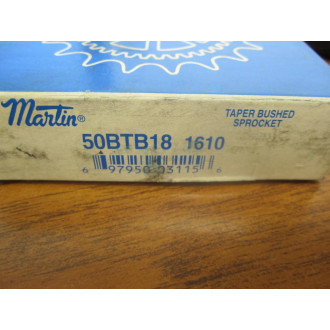 Martin®
TAPER BUSHED
SPROCKET
50BTB18 1610
6 97950 03115 6